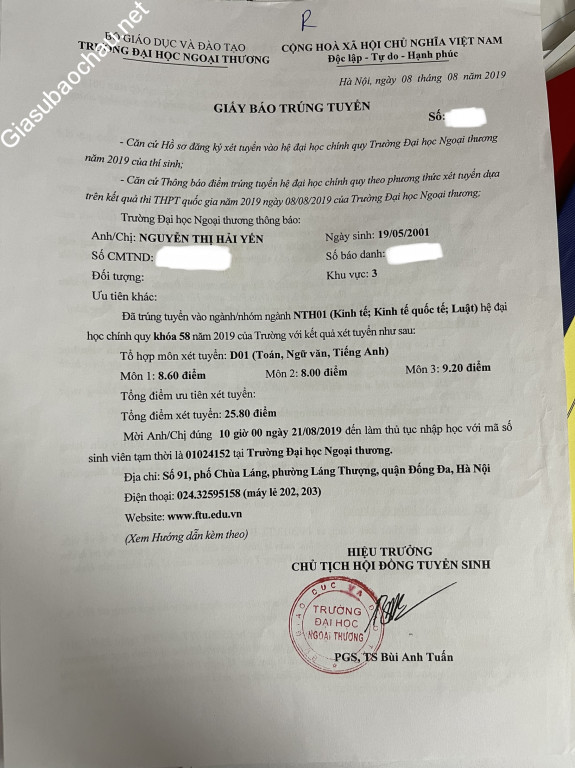 Giasubaochau.net
R
BỘ GIÁO DỤC VÀ ĐÀO TẠO
TRƯỜNG ĐẠI HỌC NGOẠI THƯƠNG
CỘNG HOÀ XÃ HỘI CHỦ NGHĨA VIỆT NAM
Độc lập - Tự do - Hạnh phúc
Hà Nội, ngày 08 tháng 08 năm 2019
GIẤY BÁO TRÚNG TUYỂN
Số:
- Căn cứ Hồ sơ đăng ký xét tuyển vào hệ đại học chính quy Trường Đại học Ngoại thương
năm 2019 của thí sinh;
- Căn cứ Thông báo điểm trúng tuyển hệ đại học chính quy theo phương thức xét tuyển dựa
trên kết quả thi THPT quốc gia năm 2019 ngày 08/08/2019 của Trường Đại học Ngoại thương;
Trường Đại học Ngoại thương thông báo:
Anh/Chị: NGUYỄN THỊ HẢI YẾN
Ngày sinh: 19/05/2001
Số CMTND:
Số báo danh:
Đối tượng:
Khu vực: 3
Ưu tiên khác:
Đã trúng tuyển vào ngành/nhóm ngành NTH01 (Kinh tế; Kinh tế quốc tế; Luật) hệ đại
học chính quy khóa 58 năm 2019 của Trường với kết quả xét tuyển như sau:
Tổ hợp môn xét tuyển: D01 (Toán, Ngữ văn, Tiếng Anh)
Môn 1: 8.60 điểm Môn 2: 8.00 điểm Môn 3: 9.20 điểm
Tổng điểm ưu tiên xét tuyển:
Tổng điểm xét tuyển: 25.80 điểm
Mời Anh/Chị đúng 10 giờ 00 ngày 21/08/2019 đến làm thủ tục nhập học với mã số
sinh viên tạm thời là 01024152 tại Trường Đại học Ngoại thương.
Địa chỉ: Số 91, phố Chùa Láng, phường Láng Thượng, quận Đống Đa, Hà Nội
Điện thoại: 024.32595158 (máy lẻ 202, 203)
Website: www.ftu.edu.vn
(Xem Hướng dẫn kèm theo)
HIỆU TRƯỞNG
CHỦ TỊCH HỘI ĐỒNG TUYỂN SINH
TRƯỜNG
ĐẠI HỌC
NGOẠI THƯƠNG
PGS, TS Bùi Anh Tuấn